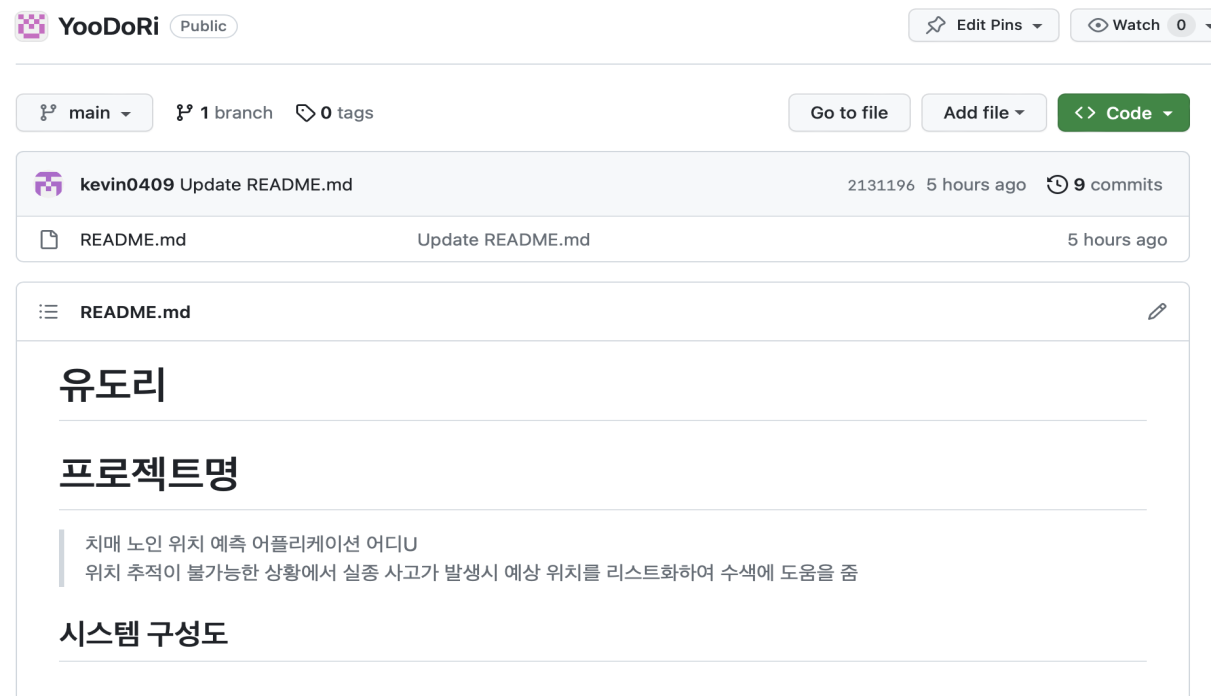 YooDoRi Public Edit Pins Watch 0
main 1 branch 0 tags Go to file Add file <> Code
kevin0409 Update README.md 2131196 5 hours ago 9 commits
README.md Update README.md 5 hours ago
README.md
유도리
프로젝트명
치매 노인 위치 예측 어플리케이션 어디U
위치 추적이 불가능한 상황에서 실종 사고가 발생시 예상 위치를 리스트화하여 수색에 도움을 줌
시스템 구성도